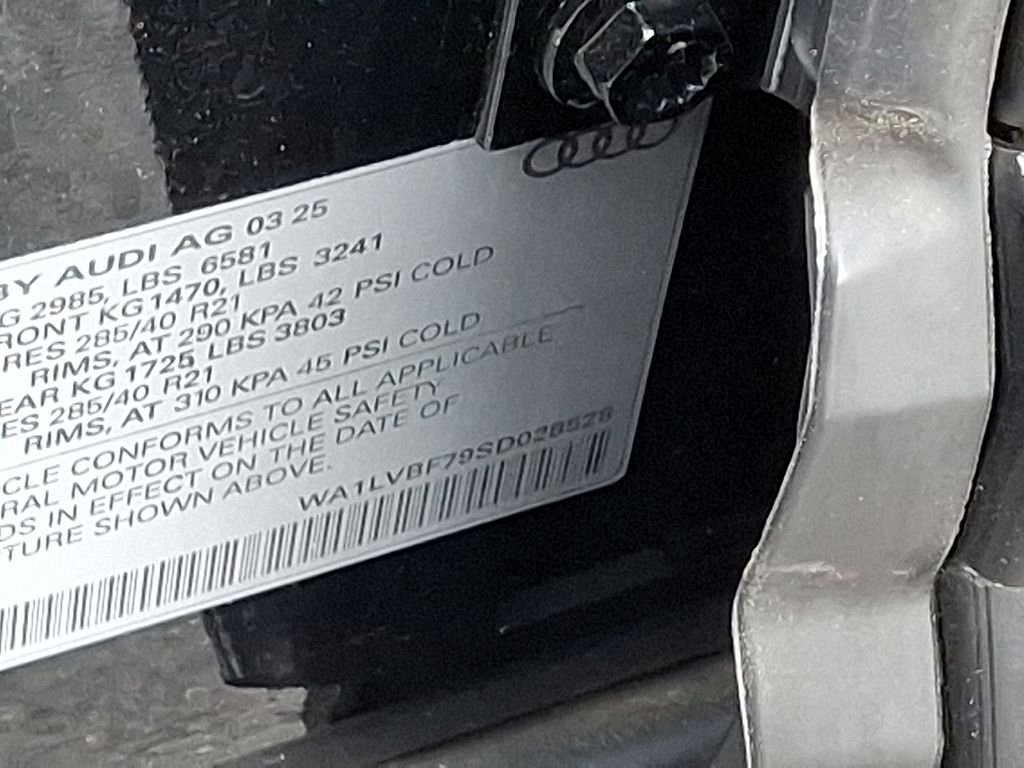 BY AUDI AG 03 25
G 2985, LBS 6581
RONT KG 1470, LBS 3241
RES 285/40 R21
RIMS, AT 290 KPA 42 PSI COLD
EAR KG 1725 LBS 3803
ES 285/40 R21
RIMS, AT 310 KPA 45 PSI COLD
CLE CONFORMS TO ALL APPLICABLE
RAL MOTOR VEHICLE SAFETY
DS IN EFFECT ON THE DATE OF
TURE SHOWN ABOVE.
WA1LVBF79SD028528